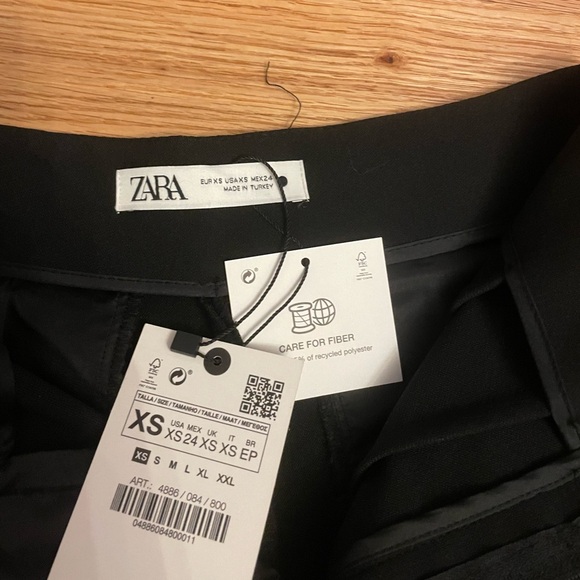 ZARA
EUR XS USA XS MEX 24
MADE IN TURKEY
CARE FOR FIBER
% of recycled polyester
TALLA / SIZE / TAMANHO / TAILLE / MAAT / ΜΕΓΕΘΟΣ
XS
USA MEX UK IT BR
XS 24 XS XS EP
XS S M L XL XXL
ART.: 4886 / 084 / 800
04886084800011